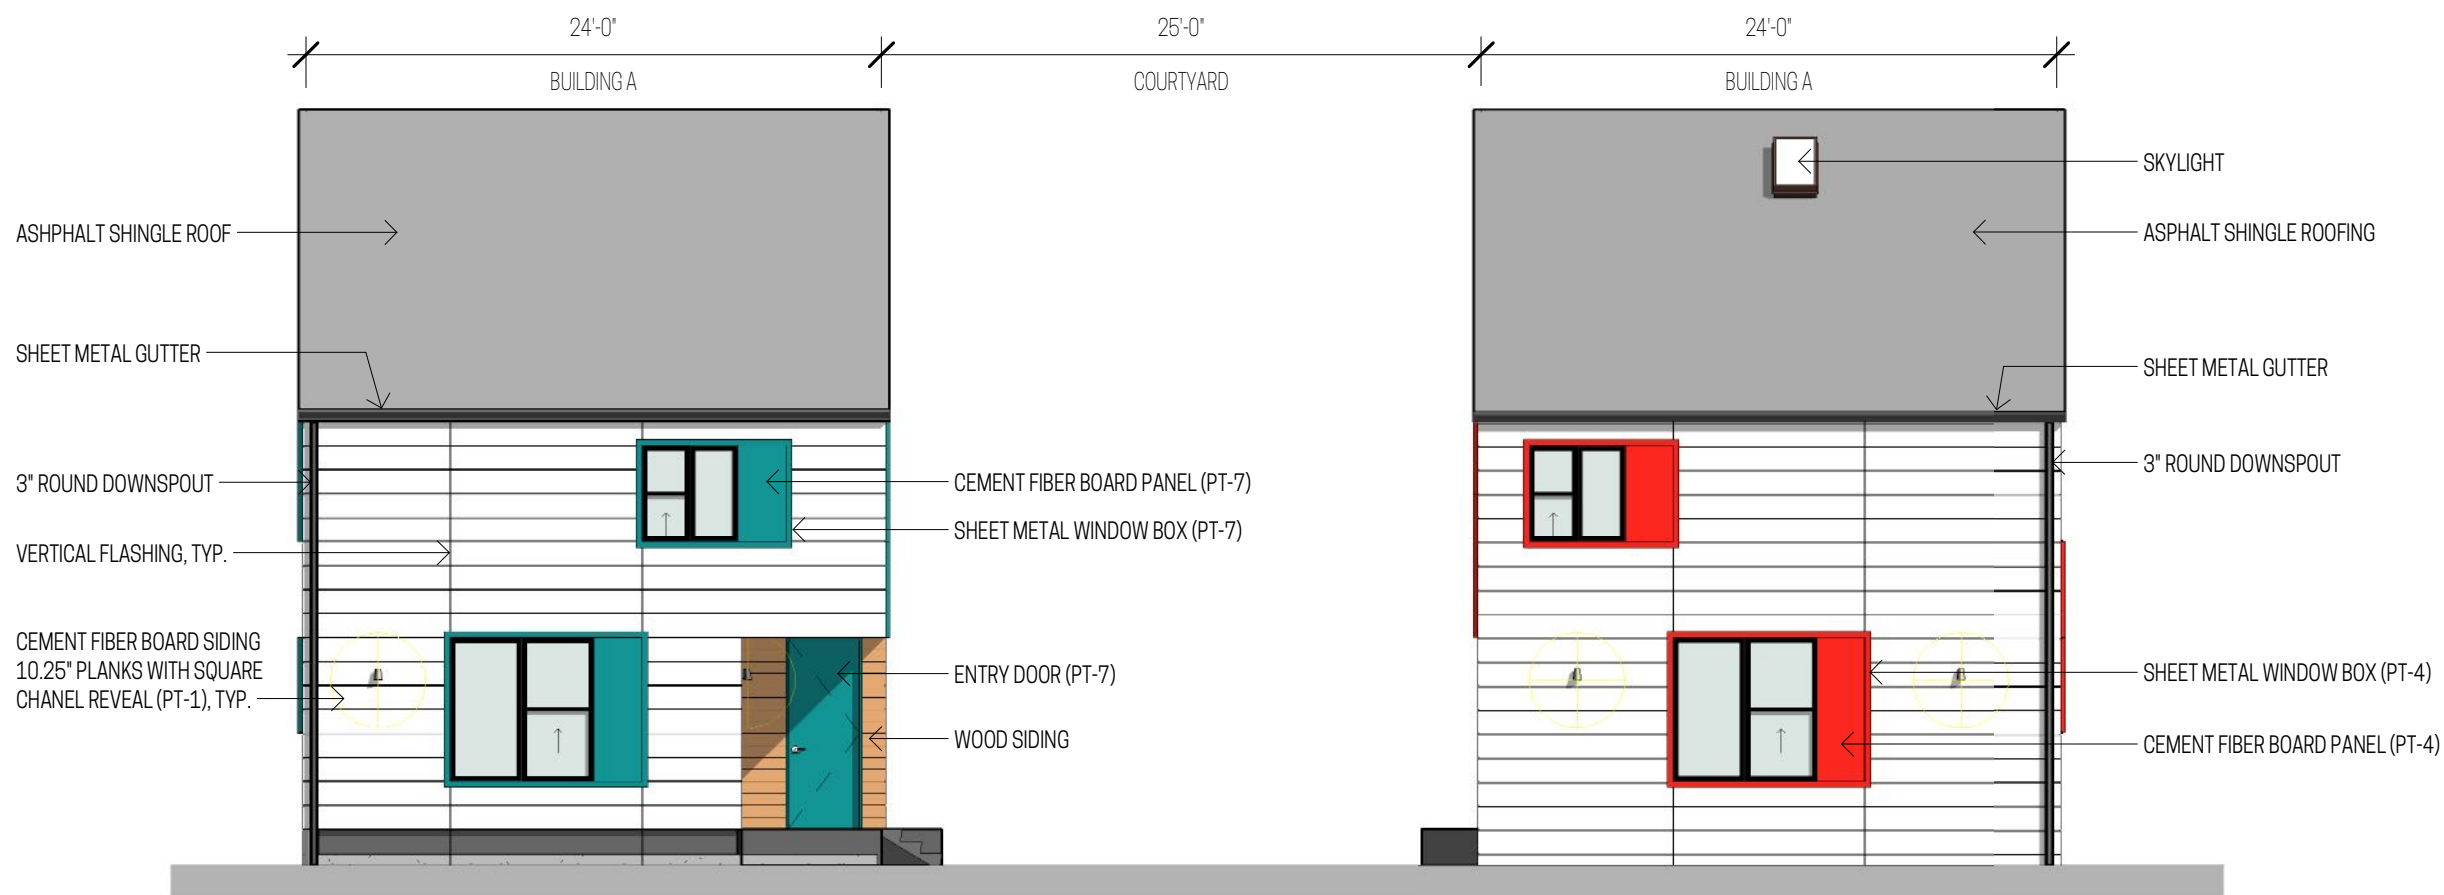 24'-0"
25'-0"
24'-0"
BUILDING A
COURTYARD
BUILDING A
SKYLIGHT
ASHPHALT SHINGLE ROOF
ASPHALT SHINGLE ROOFING
SHEET METAL GUTTER
SHEET METAL GUTTER
3" ROUND DOWNSPOUT
CEMENT FIBER BOARD PANEL (PT-7)
3" ROUND DOWNSPOUT
SHEET METAL WINDOW BOX (PT-7)
VERTICAL FLASHING, TYP.
CEMENT FIBER BOARD SIDING
10.25" PLANKS WITH SQUARE
CHANEL REVEAL (PT-1), TYP.
ENTRY DOOR (PT-7)
SHEET METAL WINDOW BOX (PT-4)
WOOD SIDING
CEMENT FIBER BOARD PANEL (PT-4)